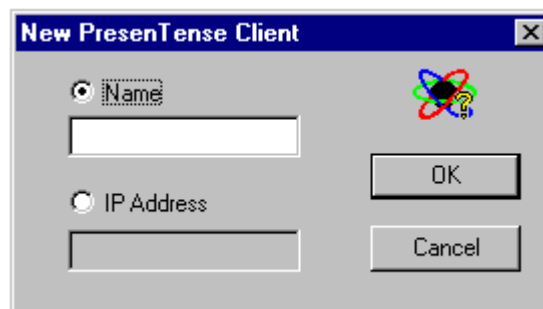 New PresenTense Client
Name
IP Address
OK
Cancel